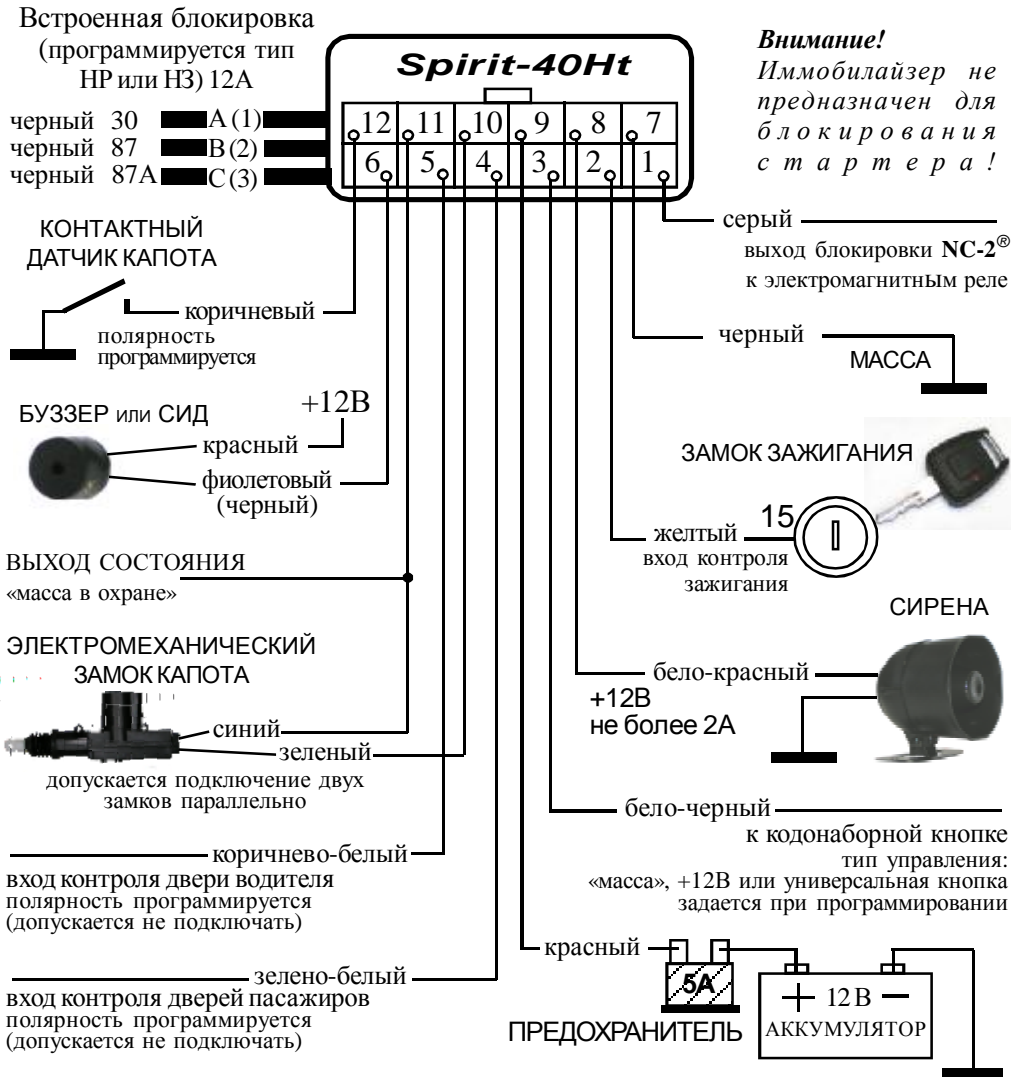 Встроенная блокировка
(программируется тип
НР или НЗ) 12А
черный 30 А (1)
черный 87 В (2)
черный 87А С (3)
Spirit-40Ht
12 11 10 9 8 7
6 5 4 3 2 1
Внимание!
Иммобилайзер не
предназначен для
блокирования
стартера!
КОНТАКТНЫЙ
ДАТЧИК КАПОТА
коричневый
полярность
программируется
серый
выход блокировки NC-2®
к электромагнитным реле
черный
МАССА
БУЗЗЕР или СИД
+12В
красный
фиолетовый
(черный)
ЗАМОК ЗАЖИГАНИЯ
15
желтый
вход контроля
зажигания
ВЫХОД СОСТОЯНИЯ
«масса в охране»
СИРЕНА
бело-красный
+12В
не более 2А
ЭЛЕКТРОМЕХАНИЧЕСКИЙ
ЗАМОК КАПОТА
синий
зеленый
допускается подключение двух
замков параллельно
бело-черный
к кодонаборной кнопке
тип управления:
«масса», +12В или универсальная кнопка
задается при программировании
коричнево-белый
вход контроля двери водителя
полярность программируется
(допускается не подключать)
зелено-белый
вход контроля дверей пасажиров
полярность программируется
(допускается не подключать)
красный
5А
ПРЕДОХРАНИТЕЛЬ
+ 12В –
АККУМУЛЯТОР